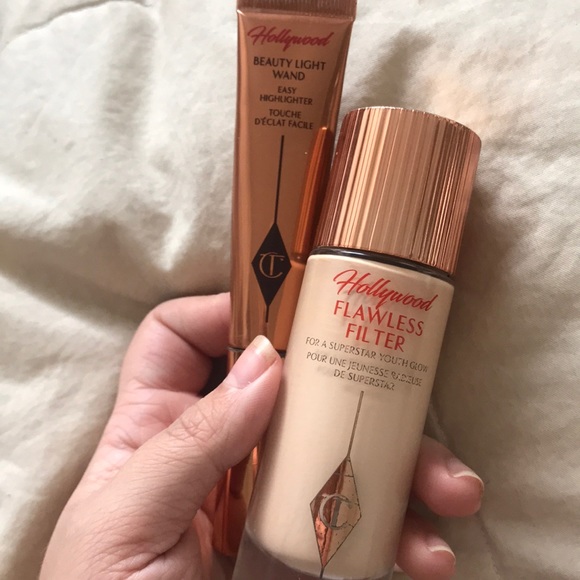 Hollywood
BEAUTY LIGHT
WAND
EASY
HIGHLIGHTER
TOUCHE
D'ÉCLAT FACILE
CT
Hollywood
FLAWLESS
FILTER
FOR A SUPERSTAR YOUTH GLOW
POUR UNE JEUNESSE RADIEUSE
DE SUPERSTAR
CT